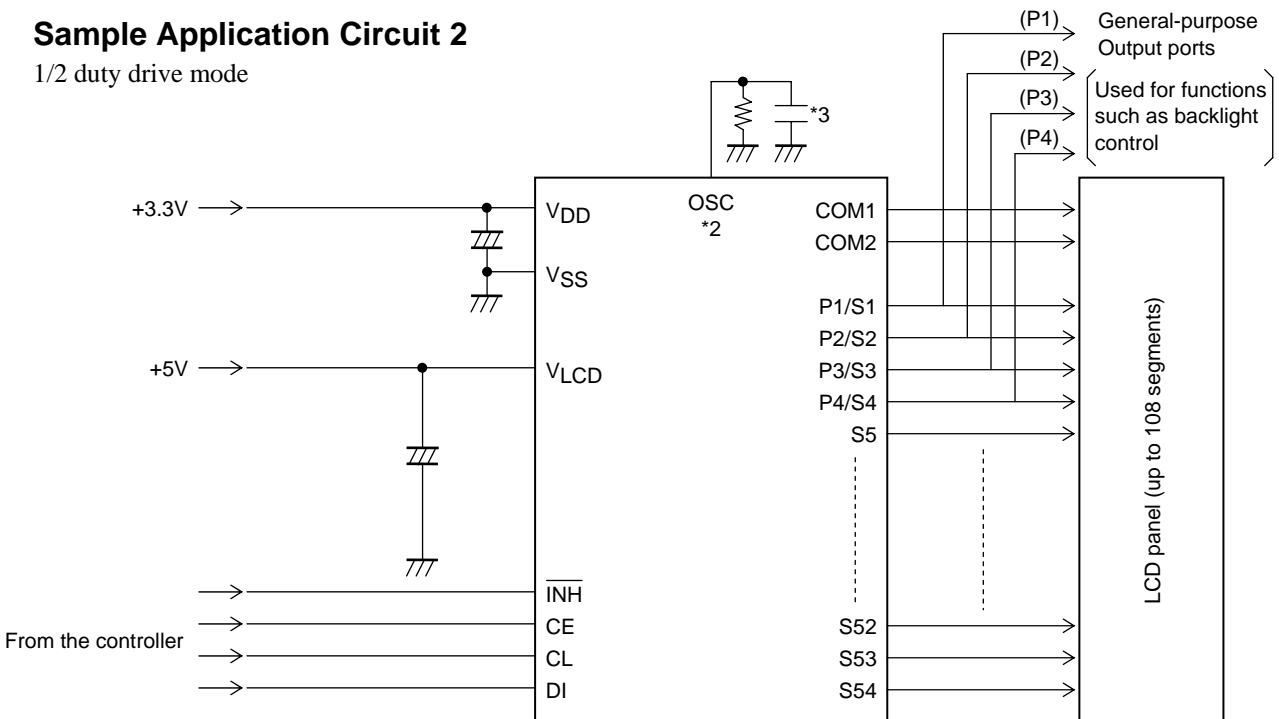 Sample Application Circuit 2
1/2 duty drive mode
(P1)
(P2)
(P3)
(P4)
General-purpose
Output ports
Used for functions
such as backlight
control
*3
OSC
*2
+3.3V
VDD
VSS
+5V
VLCD
INH
CE
CL
DI
From the controller
COM1
COM2
P1/S1
P2/S2
P3/S3
P4/S4
S5
S52
S53
S54
LCD panel (up to 108 segments)